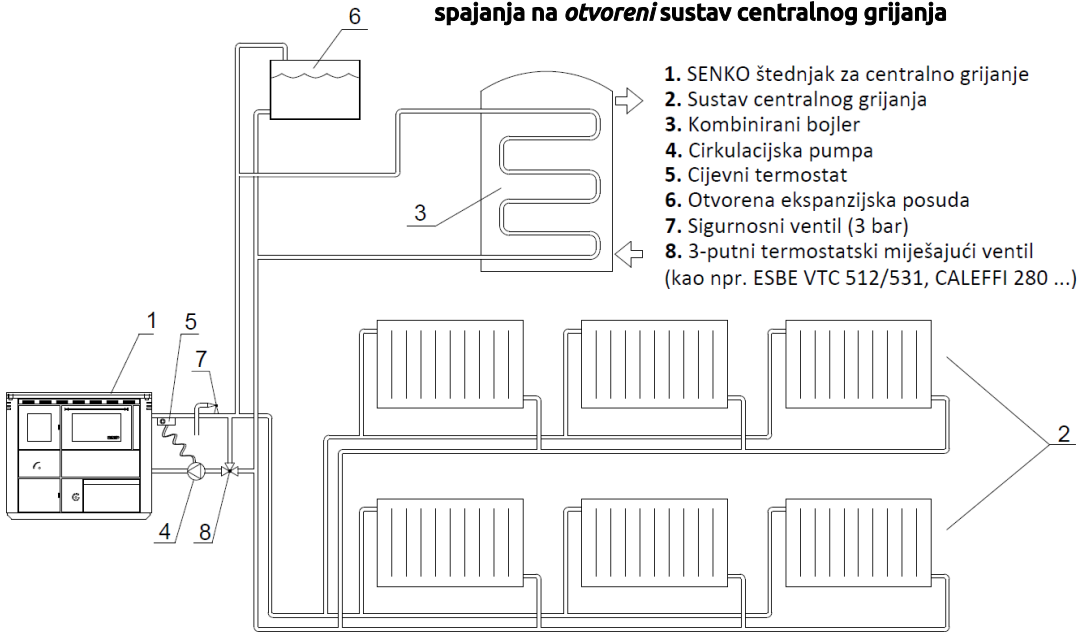 spajanja na otvoreni sustav centralnog grijanja
6
1. SENKO štednjak za centralno grijanje
2. Sustav centralnog grijanja
3. Kombinirani bojler
4. Cirkulacijska pumpa
5. Cijevni termostat
6. Otvorena ekspanzijska posuda
7. Sigurnosni ventil (3 bar)
8. 3-putni termostatski miješajući ventil
(kao npr. ESBE VTC 512/531, CALEFFI 280 ...)
3
1
5
7
2
4
8